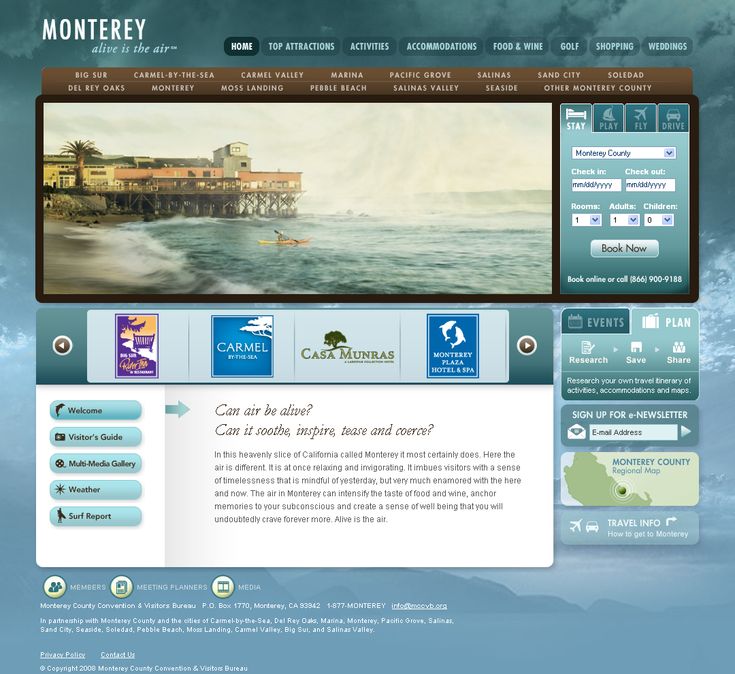 MONTEREY
alive is the air℠
HOME TOP ATTRACTIONS ACTIVITIES ACCOMMODATIONS FOOD & WINE GOLF SHOPPING WEDDINGS
BIG SUR CARMEL-BY-THE-SEA CARMEL VALLEY MARINA PACIFIC GROVE SALINAS SAND CITY SOLEDAD
DEL REY OAKS MONTEREY MOSS LANDING PEBBLE BEACH SALINAS VALLEY SEASIDE OTHER MONTEREY COUNTY
STAY PLAY FLY DRIVE
Monterey County
Check in: Check out:
mm/dd/yyyy mm/dd/yyyy
Rooms: Adults: Children:
1 1 0
Book Now
Book online or call (866) 900-9188
BIG SUR
River Inn
CARMEL
BY-THE-SEA
CASA MUNRAS
MONTEREY
PLAZA
HOTEL & SPA
EVENTS PLAN
Research Save Share
Research your own travel itinerary of
activities, accommodations and maps.
SIGN UP FOR e-NEWSLETTER
E-mail Address
MONTEREY COUNTY
Regional Map
TRAVEL INFO
How to get to Monterey
Welcome
Visitor's Guide
Multi-Media Gallery
Weather
Surf Report
Can air be alive?
Can it soothe, inspire, tease and coerce?
In this heavenly slice of California called Monterey it most certainly does. Here the
air is different. It is at once relaxing and invigorating. It imbues visitors with a sense
of timelessness that is mindful of yesterday, but very much enamored with the here
and now. The air in Monterey can intensify the taste of food and wine, anchor
memories to your subconscious and create a sense of well being that you will
undoubtedly crave forever more. Alive is the air.
MEMBERS MEETING PLANNERS MEDIA
Monterey County Convention & Visitors Bureau P.O. Box 1770, Monterey, CA 93942 1-877-MONTEREY info@mccvb.org
In partnership with Monterey County and the cities of Carmel-by-the-Sea, Del Rey Oaks, Marina, Monterey, Pacific Grove, Salinas,
Sand City, Seaside, Soledad, Pebble Beach, Moss Landing, Carmel Valley, Big Sur, and Salinas Valley.
Privacy Policy Contact Us
© Copyright 2008 Monterey County Convention & Visitors Bureau